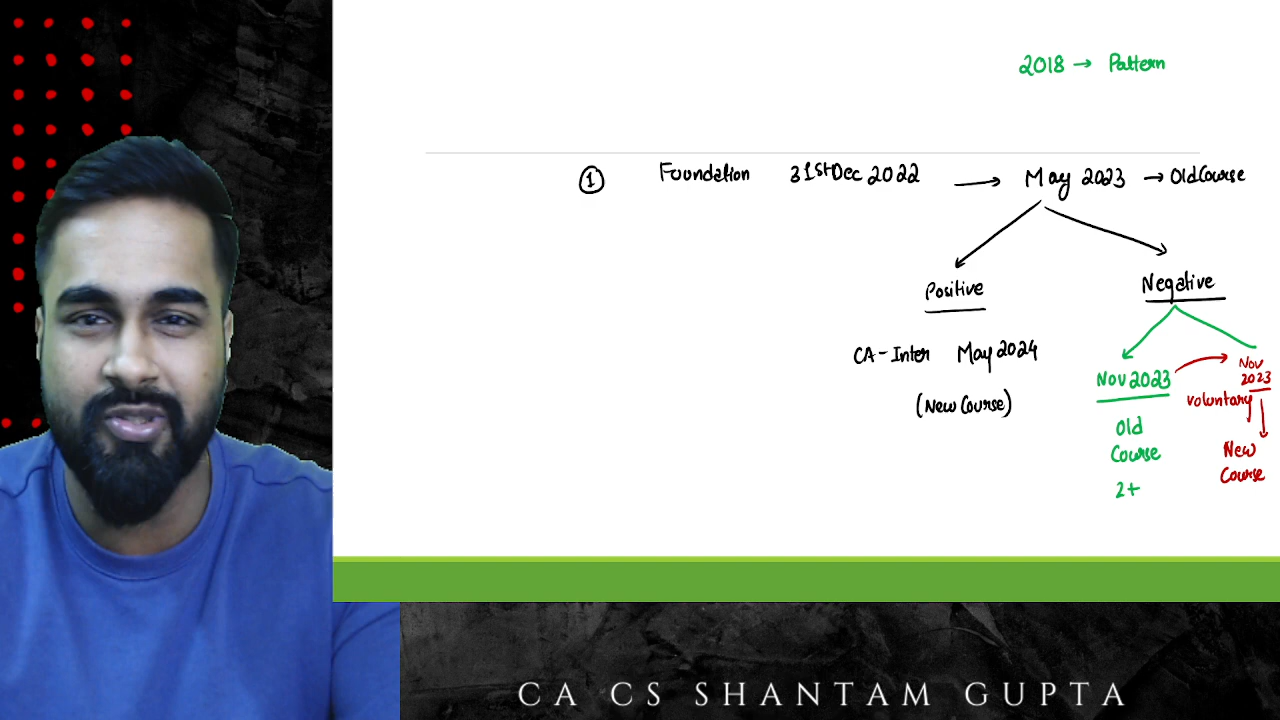 2018 → Pattern
① Foundation 31st Dec 2022 → May 2023 → Old Course
Positive
Negative
CA-Inter May 2024
(New Course)
Nov 2023
Old
Course
2+
Nov
2023
voluntary
New
Course
CA CS SHANTAM GUPTA